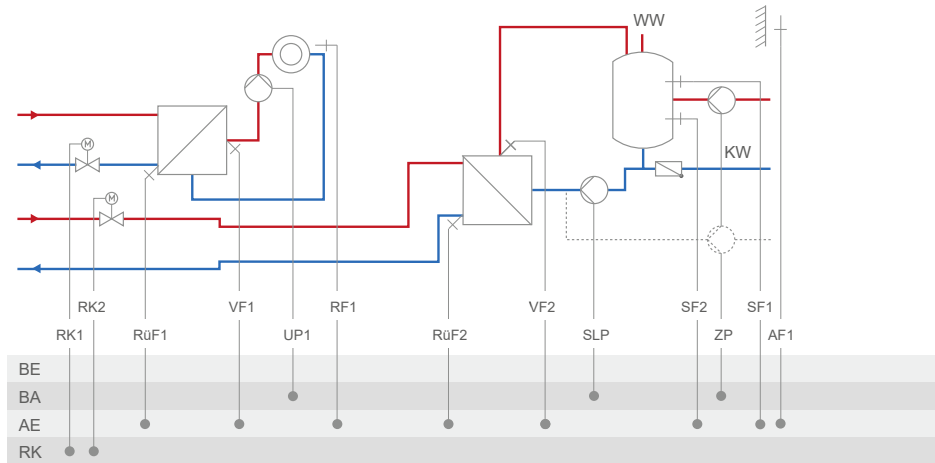 WW
M
KW
M
RK2 VF1 RF1 VF2 SF2 SF1
RK1 RüF1 UP1 RüF2 SLP ZP AF1
BE
BA
AE
RK